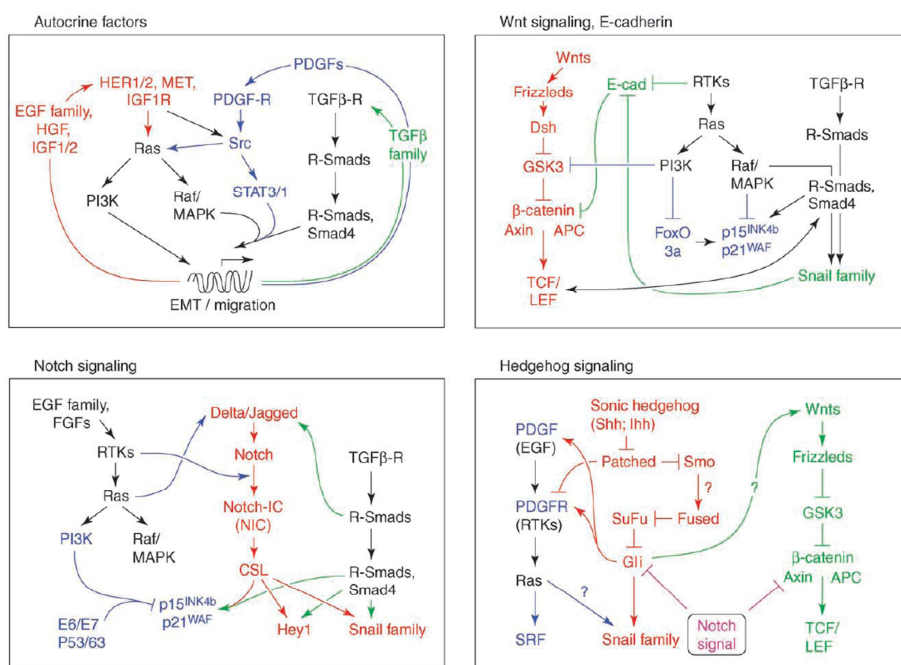 Autocrine factors
HER1/2, MET,
IGF1R
PDGFs
EGF family,
HGF,
IGF1/2
PDGF-R
TGFβ-R
Ras
Src
TGFβ
family
R-Smads
PI3K
Raf/
MAPK
STAT3/1
R-Smads,
Smad4
EMT / migration
Wnt signaling, E-cadherin
Wnts
Frizzleds
E-cad
RTKs
TGFβ-R
Dsh
Ras
R-Smads
GSK3
PI3K
Raf/
MAPK
R-Smads,
Smad4
β-catenin
Axin APC
FoxO
3a
p15INK4b
p21WAF
TCF/
LEF
Snail family
Notch signaling
EGF family,
FGFs
Delta/Jagged
RTKs
Notch
TGFβ-R
Ras
Notch-IC
(NIC)
R-Smads
PI3K
Raf/
MAPK
CSL
R-Smads,
Smad4
p15INK4b
p21WAF
E6/E7
P53/63
Hey1
Snail family
Hedgehog signaling
Sonic hedgehog
(Shh; Ihh)
Wnts
PDGF
(EGF)
Patched
Smo
Frizzleds
?
?
PDGFR
(RTKs)
SuFu
Fused
GSK3
Gli
β-catenin
Axin APC
Ras
?
Notch
signal
SRF
Snail family
TCF/
LEF